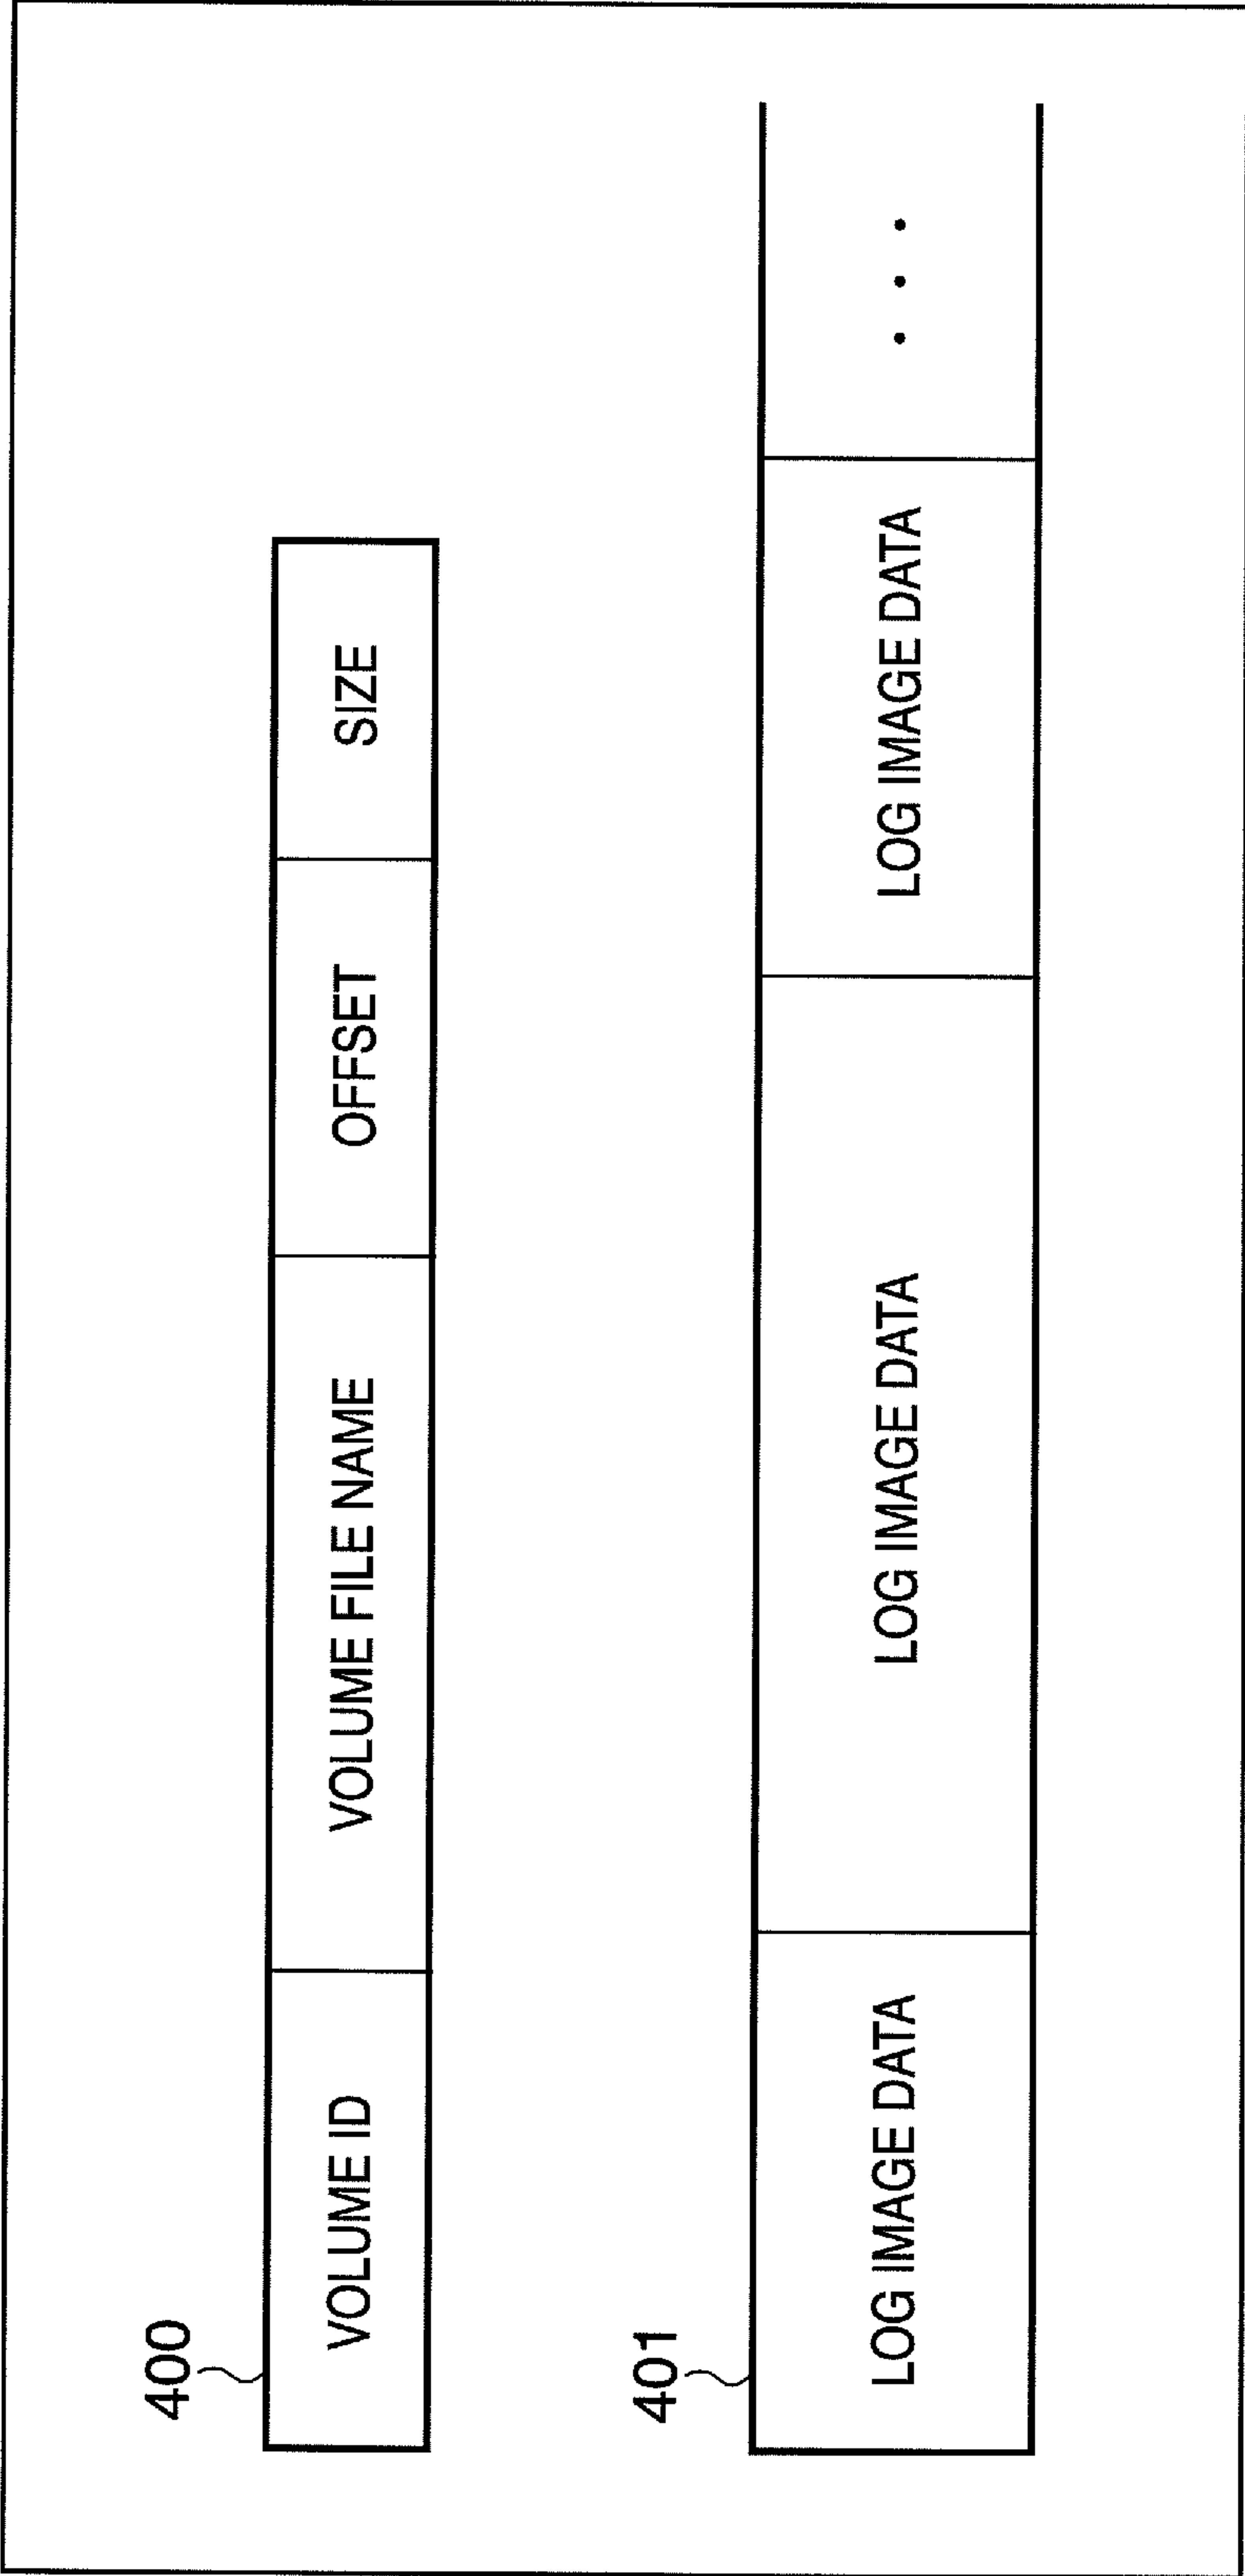 400
VOLUME ID VOLUME FILE NAME OFFSET SIZE
401
LOG IMAGE DATA LOG IMAGE DATA LOG IMAGE DATA . . .